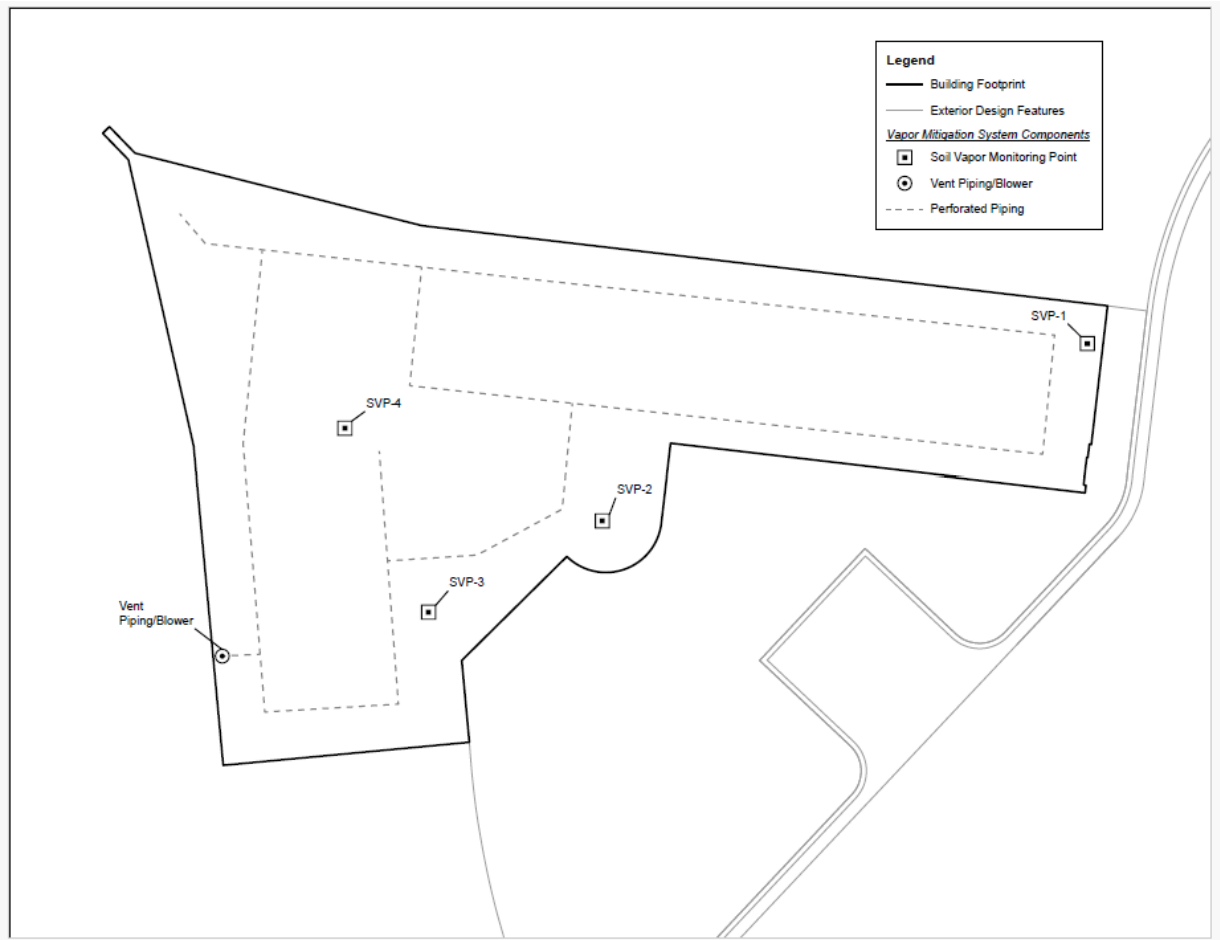 Legend
Building Footprint
Exterior Design Features
Vapor Mitigation System Components
Soil Vapor Monitoring Point
Vent Piping/Blower
Perforated Piping
SVP-1
SVP-4
SVP-2
SVP-3
Vent
Piping/Blower